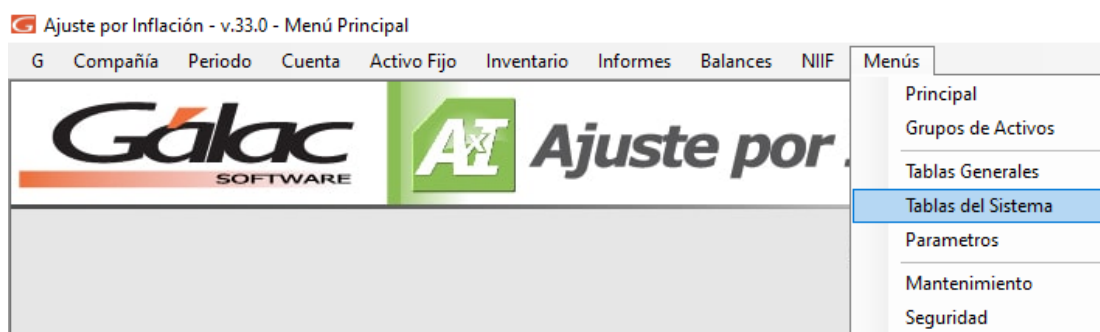 Ajuste por Inflación - v.33.0 - Menú Principal
G Compañía Periodo Cuenta Activo Fijo Inventario Informes Balances NIIF Menús
Gálac
SOFTWARE
AxI
Ajuste por
Principal
Grupos de Activos
Tablas Generales
Tablas del Sistema
Parametros
Mantenimiento
Seguridad